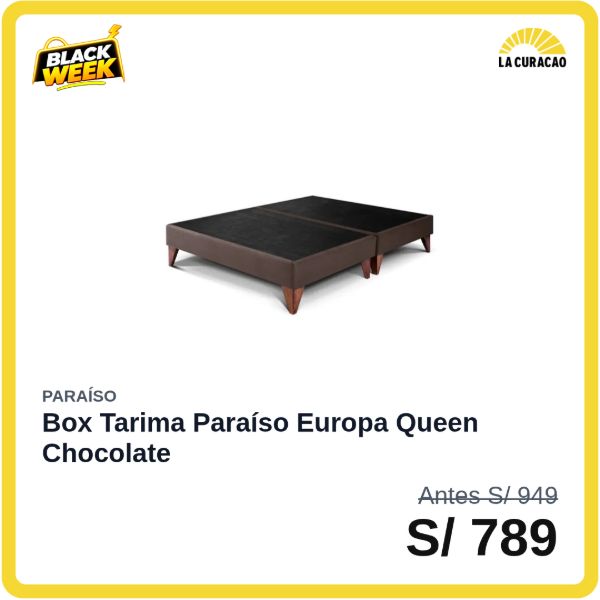 BLACK
WEEK
LA CURACAO
PARAÍSO
Box Tarima Paraíso Europa Queen
Chocolate
Antes S/ 949
S/ 789